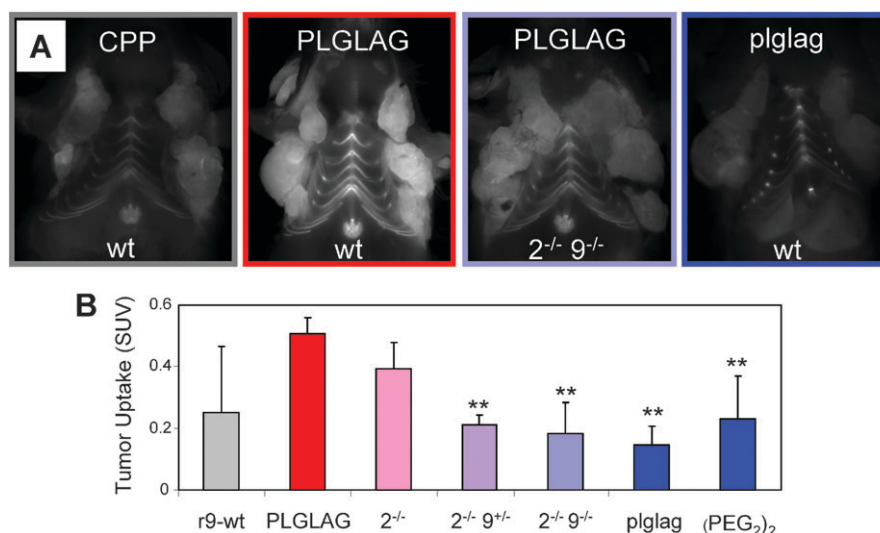 A
CPP
PLGLAG
PLGLAG
plglag
wt
wt
2⁻/⁻ 9⁻/⁻
wt
B
Tumor Uptake (SUV)
0.6
0.4
0.2
0
**
**
**
**
r9-wt PLGLAG 2⁻/⁻ 2⁻/⁻ 9⁺/⁻ 2⁻/⁻ 9⁻/⁻ plglag (PEG₂)₂